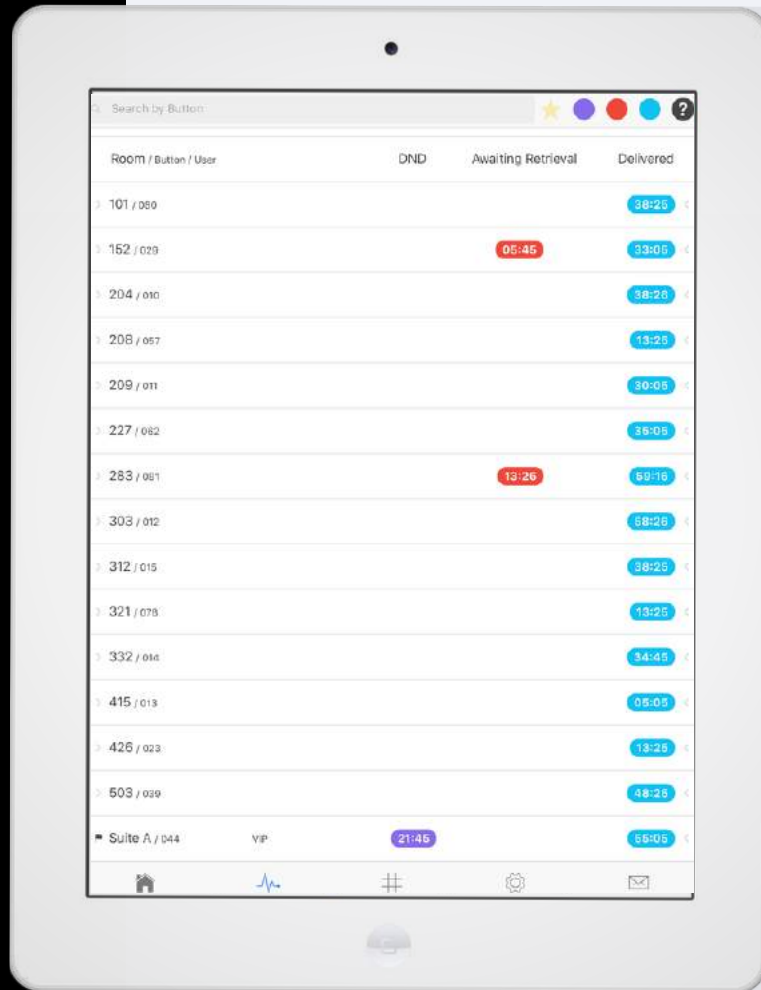 Search by Button
?
Room / Button / User DND Awaiting Retrieval Delivered
101 / 080 38:25
152 / 029 05:45 33:05
204 / 010 38:26
208 / 057 13:25
209 / 011 30:05
227 / 062 35:05
283 / 081 13:26 59:16
303 / 012 58:26
312 / 015 38:25
321 / 078 13:25
332 / 014 34:45
415 / 013 05:05
426 / 023 13:25
503 / 039 48:25
Suite A / 044 VIP 21:45 55:05